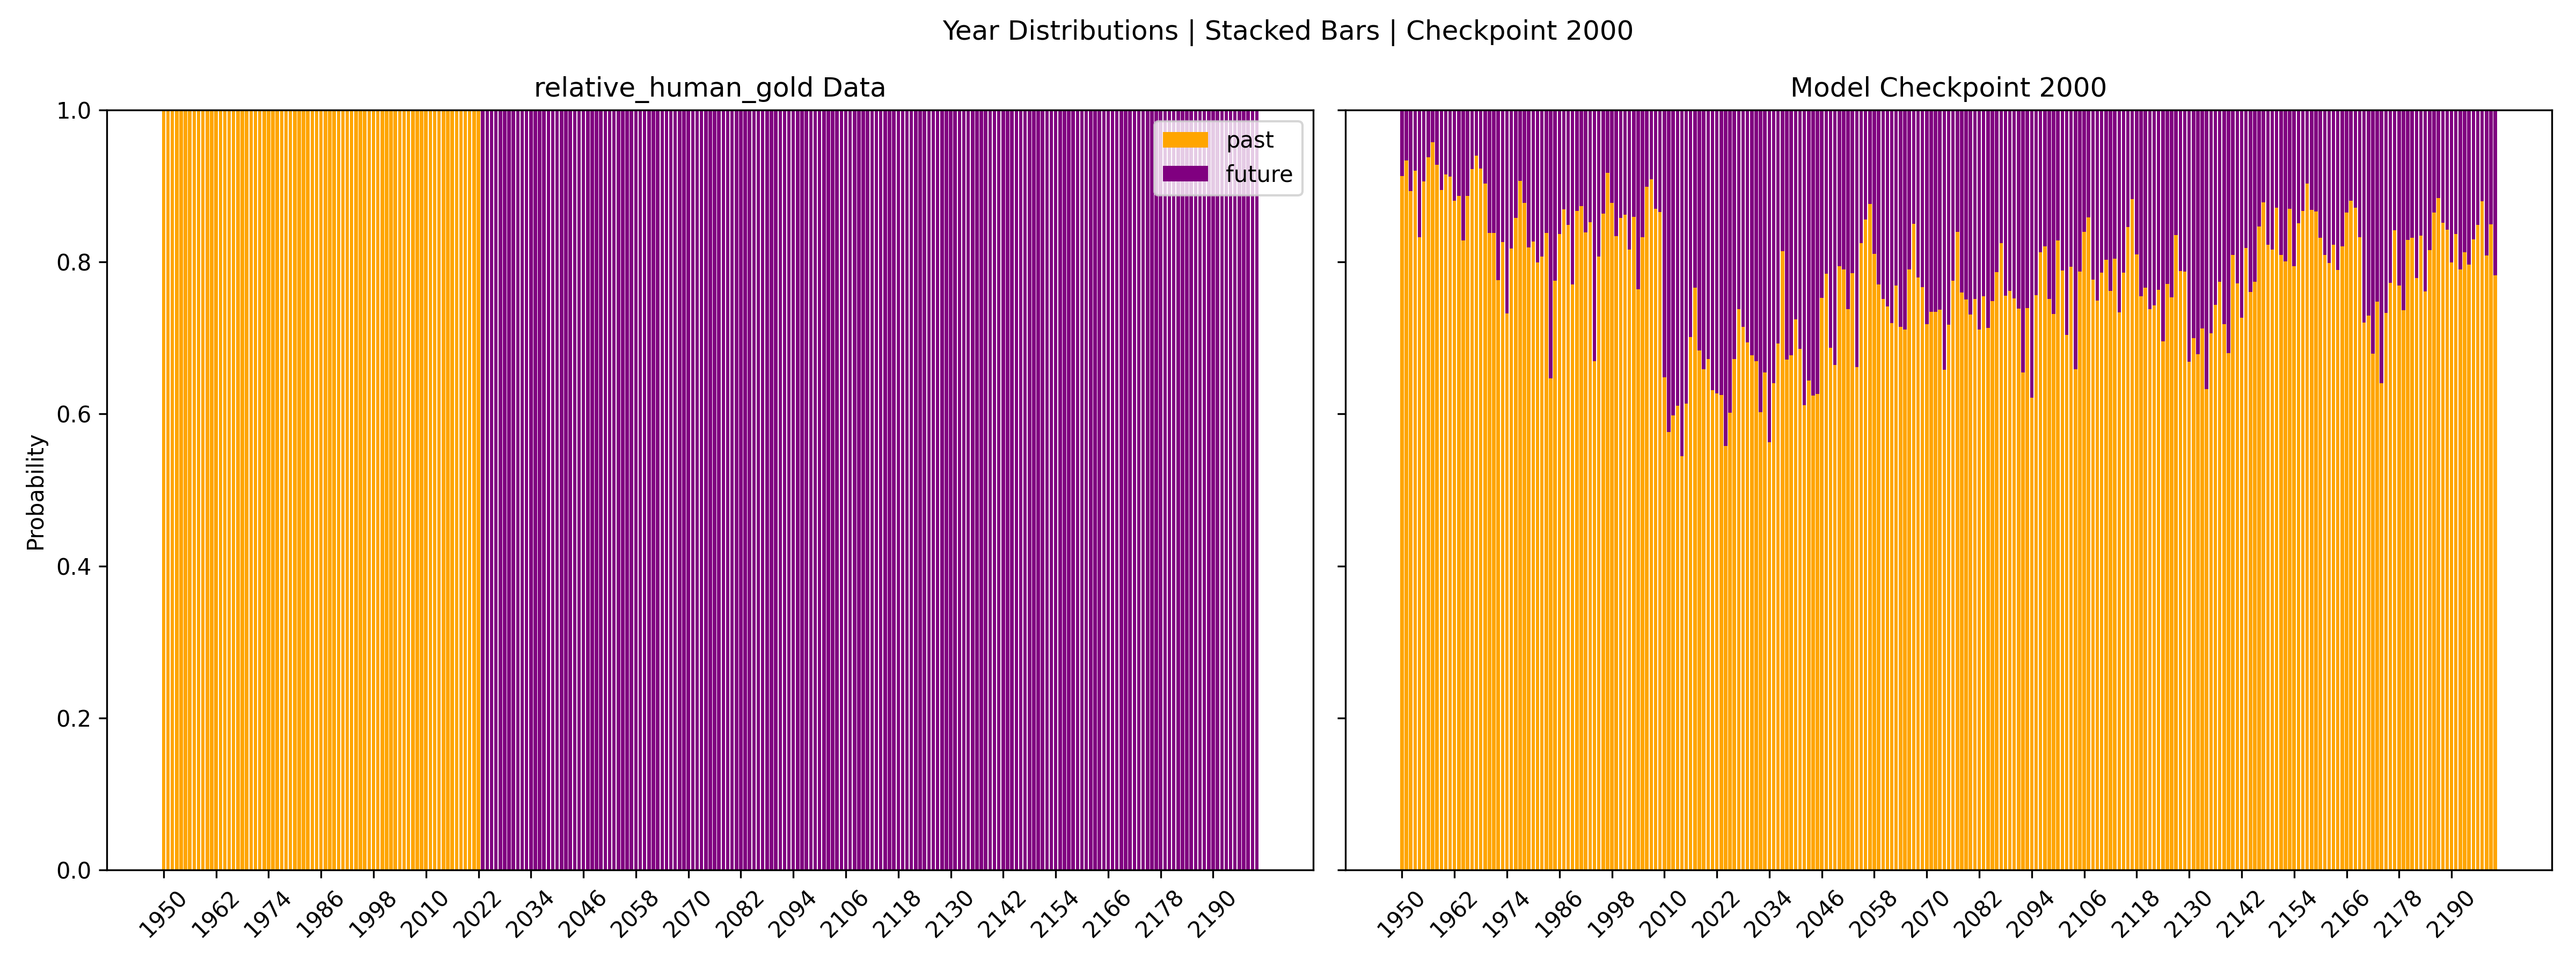 Year Distributions | Stacked Bars | Checkpoint 2000
relative_human_gold Data
Model Checkpoint 2000
past
future
Probability
1.0
0.8
0.6
0.4
0.2
0.0
1950 1962 1974 1986 1998 2010 2022 2034 2046 2058 2070 2082 2094 2106 2118 2130 2142 2154 2166 2178 2190
1950 1962 1974 1986 1998 2010 2022 2034 2046 2058 2070 2082 2094 2106 2118 2130 2142 2154 2166 2178 2190